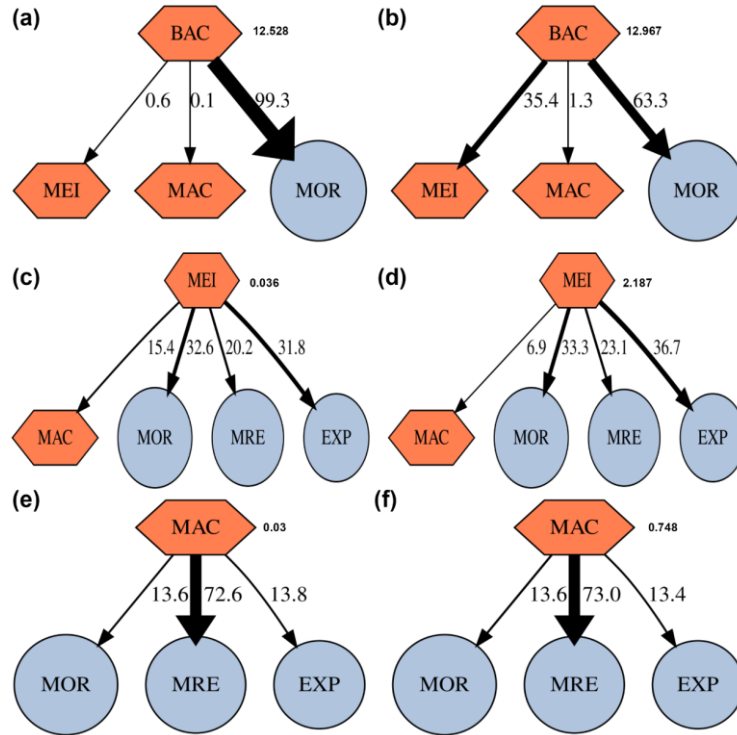 (a) BAC 12.528
0.6 0.1 99.3
MEI MAC MOR
(b) BAC 12.967
35.4 1.3 63.3
MEI MAC MOR
(c) MEI 0.036
15.4 32.6 20.2 31.8
MAC MOR MRE EXP
(d) MEI 2.187
6.9 33.3 23.1 36.7
MAC MOR MRE EXP
(e) MAC 0.03
13.6 72.6 13.8
MOR MRE EXP
(f) MAC 0.748
13.6 73.0 13.4
MOR MRE EXP